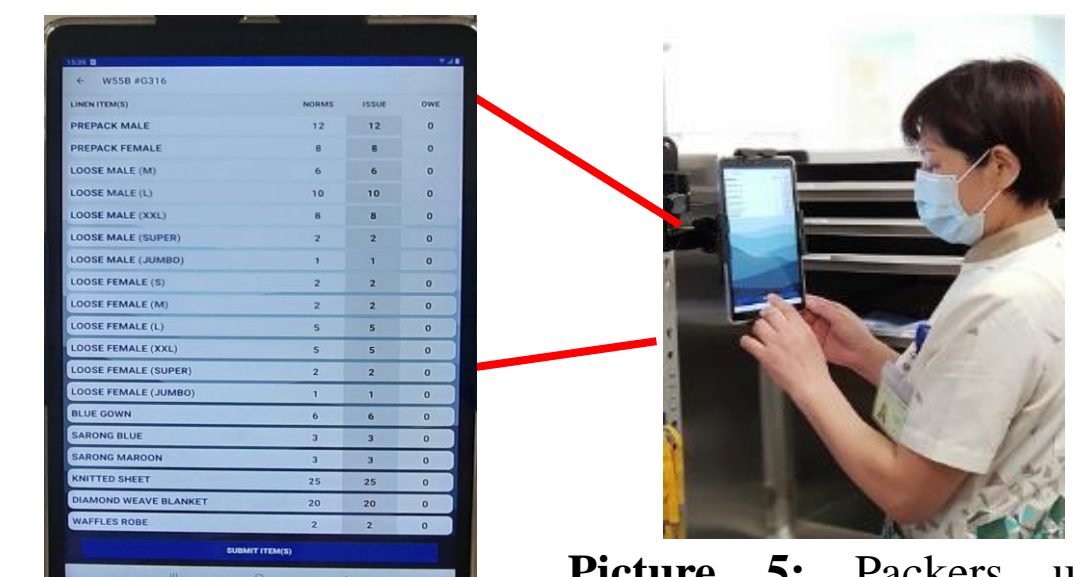 15:39
← W55B #G316
LINEN ITEM(S) NORMS ISSUE OWE
PREPACK MALE 12 12 0
PREPACK FEMALE 8 8 0
LOOSE MALE (M) 6 6 0
LOOSE MALE (L) 10 10 0
LOOSE MALE (XXL) 8 8 0
LOOSE MALE (SUPER) 2 2 0
LOOSE MALE (JUMBO) 1 1 0
LOOSE FEMALE (S) 2 2 0
LOOSE FEMALE (M) 2 2 0
LOOSE FEMALE (L) 5 5 0
LOOSE FEMALE (XXL) 5 5 0
LOOSE FEMALE (SUPER) 2 2 0
LOOSE FEMALE (JUMBO) 1 1 0
BLUE GOWN 6 6 0
SARONG BLUE 3 3 0
SARONG MAROON 3 3 0
KNITTED SHEET 25 25 0
DIAMOND WEAVE BLANKET 20 20 0
WAFFLES ROBE 2 2 0
SUBMIT ITEM(S)
Picture 5: Packers